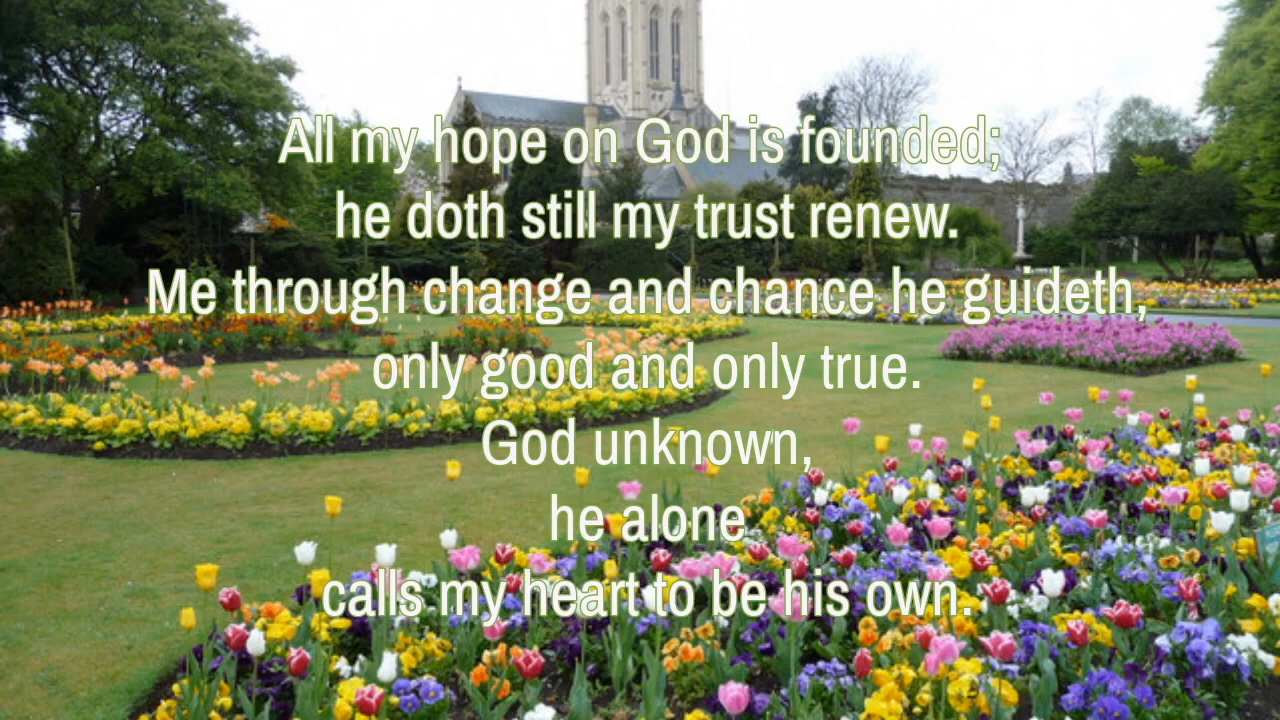 All my hope on God is founded;
he doth still my trust renew.
Me through change and chance he guideth,
only good and only true.
God unknown,
he alone
calls my heart to be his own.